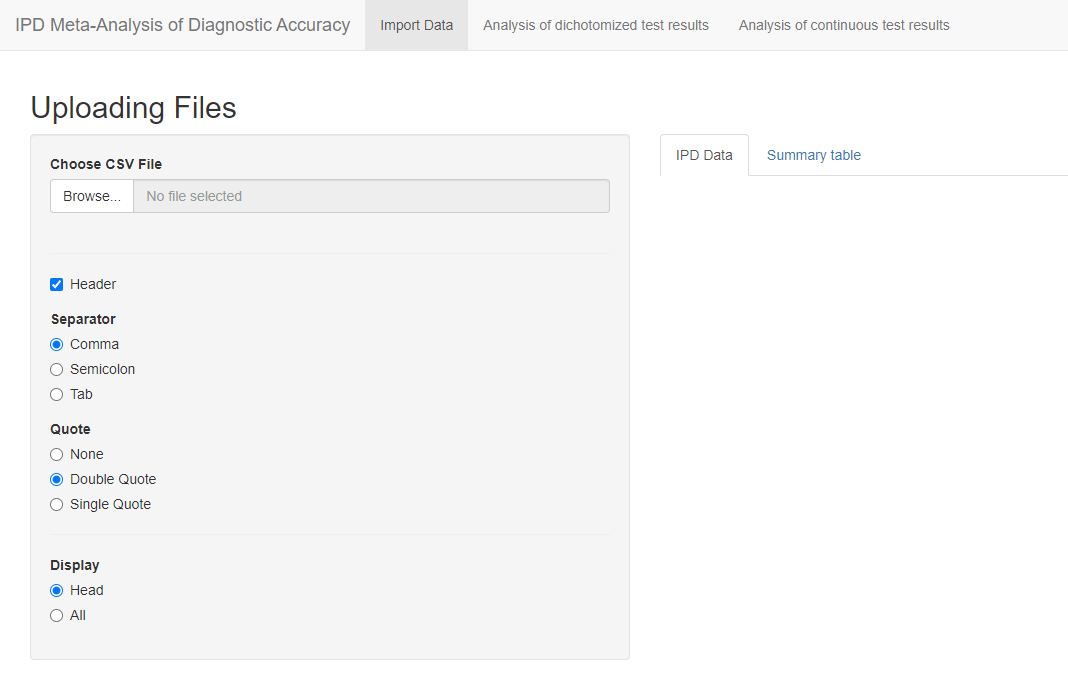 IPD Meta-Analysis of Diagnostic Accuracy Import Data Analysis of dichotomized test results Analysis of continuous test results
Uploading Files
Choose CSV File
Browse... No file selected
Header
Separator
Comma
Semicolon
Tab
Quote
None
Double Quote
Single Quote
Display
Head
All
IPD Data Summary table